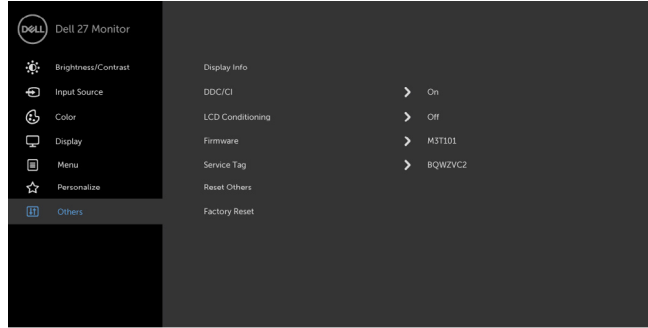 DELL Dell 27 Monitor
Brightness/Contrast
Input Source
Color
Display
Menu
Personalize
Others
Display Info
DDC/CI On
LCD Conditioning Off
Firmware M3T101
Service Tag BQWZVC2
Reset Others
Factory Reset